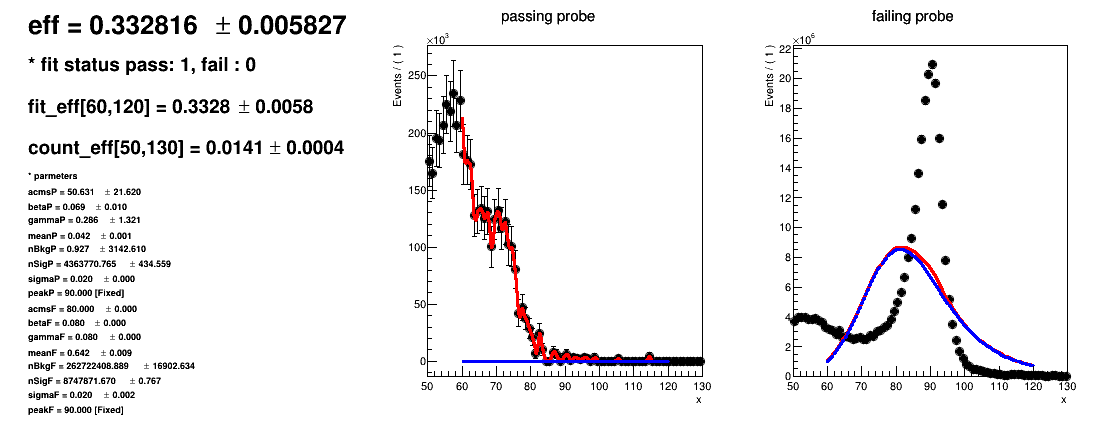 eff = 0.332816 ± 0.005827
* fit status pass: 1, fail : 0
fit_eff[60,120] = 0.3328 ± 0.0058
count_eff[50,130] = 0.0141 ± 0.0004
* parmeters
acmsP = 50.631 ± 21.620
betaP = 0.069 ± 0.010
gammaP = 0.286 ± 1.321
meanP = 0.042 ± 0.001
nBkgP = 0.927 ± 3142.610
nSigP = 4363770.765 ± 434.559
sigmaP = 0.020 ± 0.000
peakP = 90.000 [Fixed]
acmsF = 80.000 ± 0.000
betaF = 0.080 ± 0.000
gammaF = 0.080 ± 0.000
meanF = 0.642 ± 0.009
nBkgF = 262722408.889 ± 16902.634
nSigF = 8747871.670 ± 0.767
sigmaF = 0.020 ± 0.002
peakF = 90.000 [Fixed]
passing probe
×10³
Events / ( 1 )
250
200
150
100
50
0
50 60 70 80 90 100 110 120 130
x
failing probe
×10⁶
Events / ( 1 )
22
20
18
16
14
12
10
8
6
4
2
0
50 60 70 80 90 100 110 120 130
x